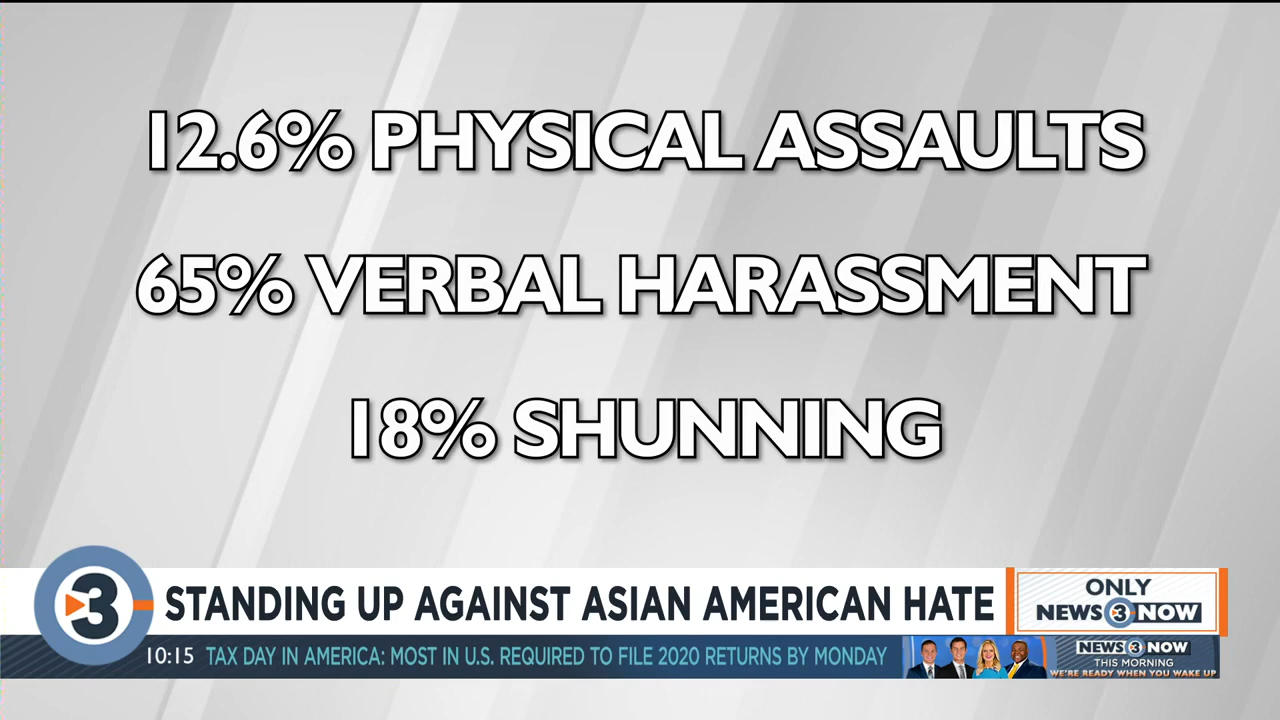 12.6% PHYSICAL ASSAULTS
65% VERBAL HARASSMENT
18% SHUNNING
3
STANDING UP AGAINST ASIAN AMERICAN HATE
ONLY
NEWS 3 NOW
10:15 TAX DAY IN AMERICA: MOST IN U.S. REQUIRED TO FILE 2020 RETURNS BY MONDAY
NEWS 3 NOW
THIS MORNING
WE'RE READY WHEN YOU WAKE UP